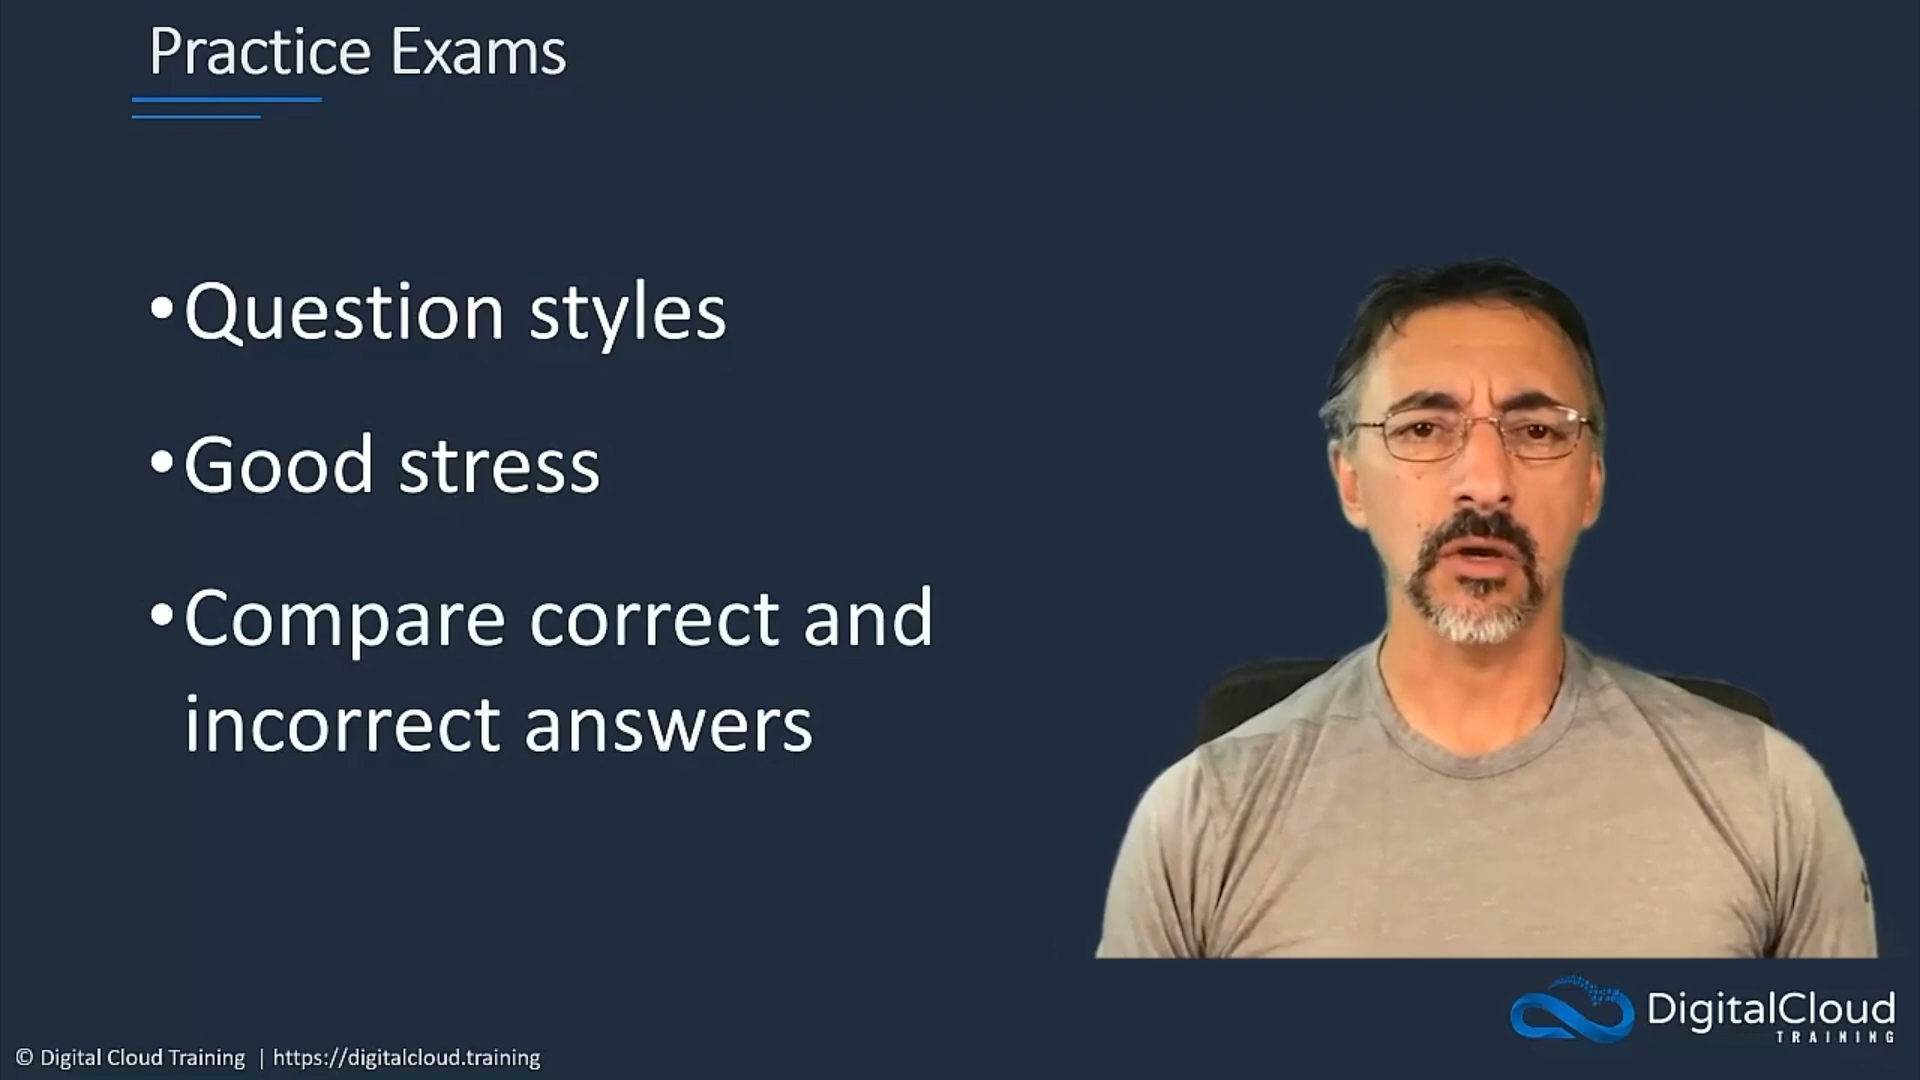 Practice Exams
•Question styles
•Good stress
•Compare correct and
incorrect answers
DigitalCloud
TRAINING
© Digital Cloud Training | https://digitalcloud.training